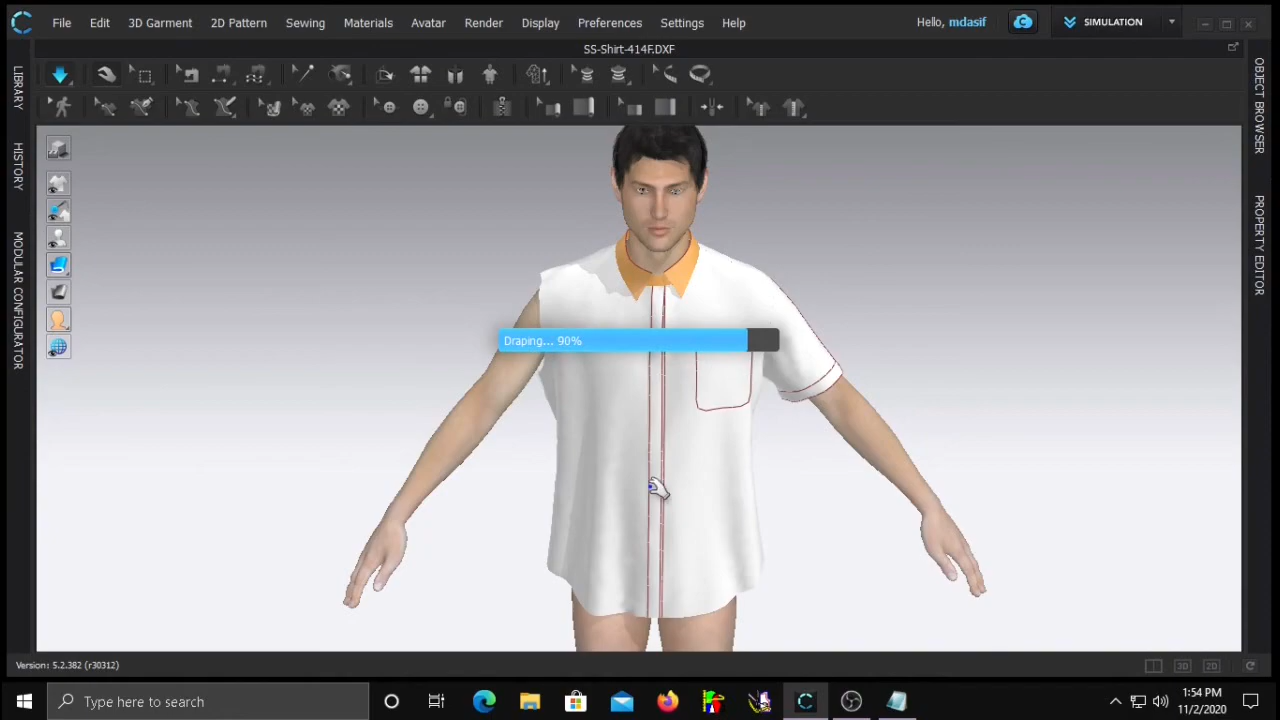 File Edit 3D Garment 2D Pattern Sewing Materials Avatar Render Display Preferences Settings Help Hello, mdasif SIMULATION
SS-Shirt-414F.DXF
LIBRARY
HISTORY
MODULAR CONFIGURATOR
OBJECT BROWSER
PROPERTY EDITOR
Draping... 90%
Version: 5.2.382 (r30312)
3D 2D
Type here to search
1:54 PM
11/2/2020